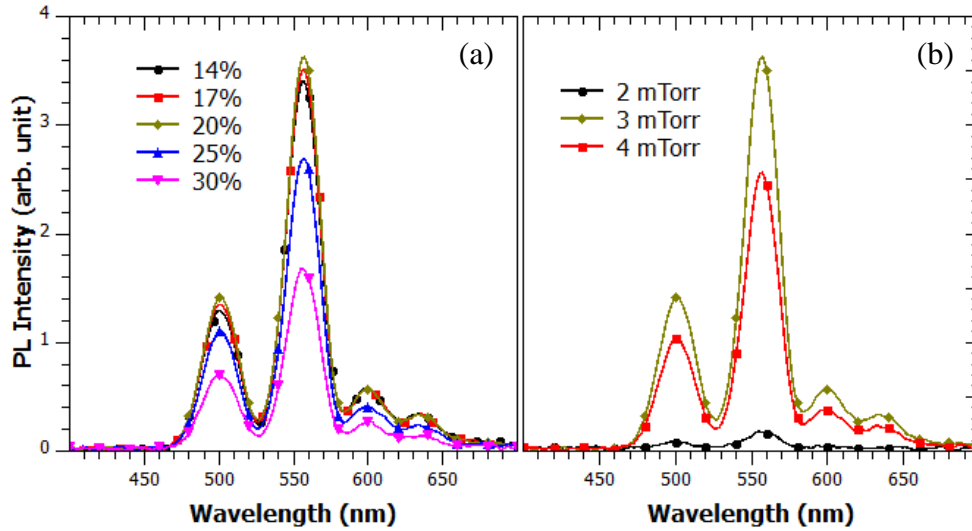 PL Intensity (arb. unit)
4
3
2
1
0
(a)
14%
17%
20%
25%
30%
450 500 550 600 650
Wavelength (nm)
(b)
2 mTorr
3 mTorr
4 mTorr
450 500 550 600 650
Wavelength (nm)